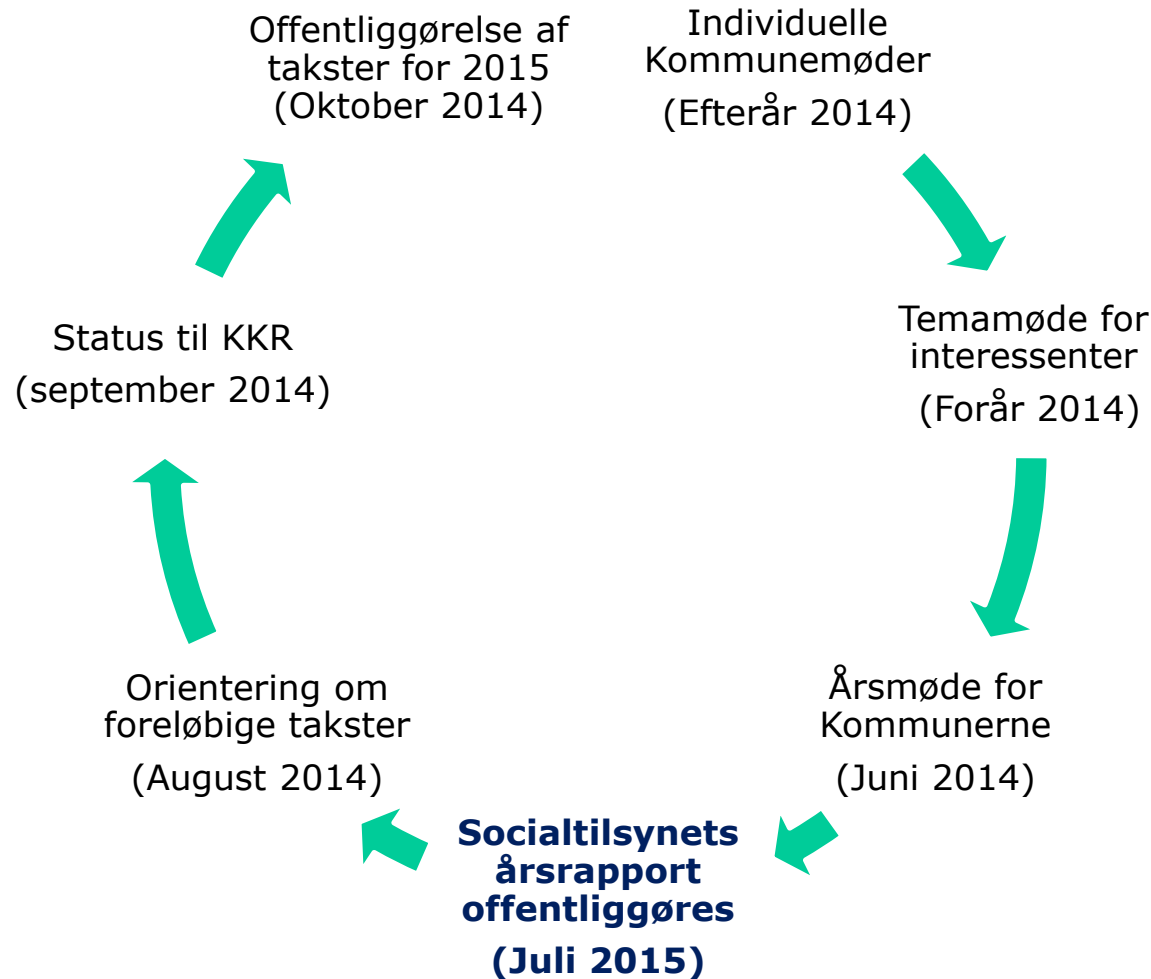 Offentliggørelse af
takster for 2015
(Oktober 2014)
Individuelle
Kommunemøder
(Efterår 2014)
Temamøde for
interessenter
(Forår 2014)
Årsmøde for
Kommunerne
(Juni 2014)
Socialtilsynets
årsrapport
offentliggøres
(Juli 2015)
Orientering om
foreløbige takster
(August 2014)
Status til KKR
(september 2014)